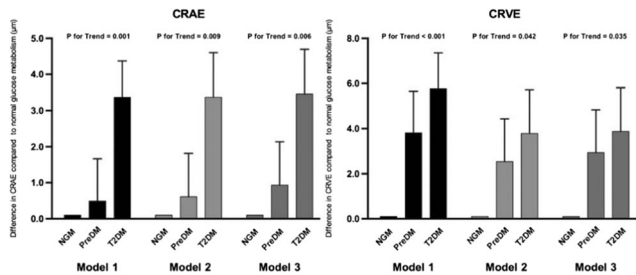 CRAE
P for Trend = 0.001 P for Trend = 0.009 P for Trend = 0.006
Difference in CRAE compared to normal glucose metabolism (μm)
5.0
4.0
3.0
2.0
1.0
0.0
NGM PreDM T2DM NGM PreDM T2DM NGM PreDM T2DM
Model 1 Model 2 Model 3
CRVE
P for Trend < 0.001 P for Trend = 0.042 P for Trend = 0.035
Difference in CRVE compared to normal glucose metabolism (μm)
8.0
6.0
4.0
2.0
0.0
NGM PreDM T2DM NGM PreDM T2DM NGM PreDM T2DM
Model 1 Model 2 Model 3